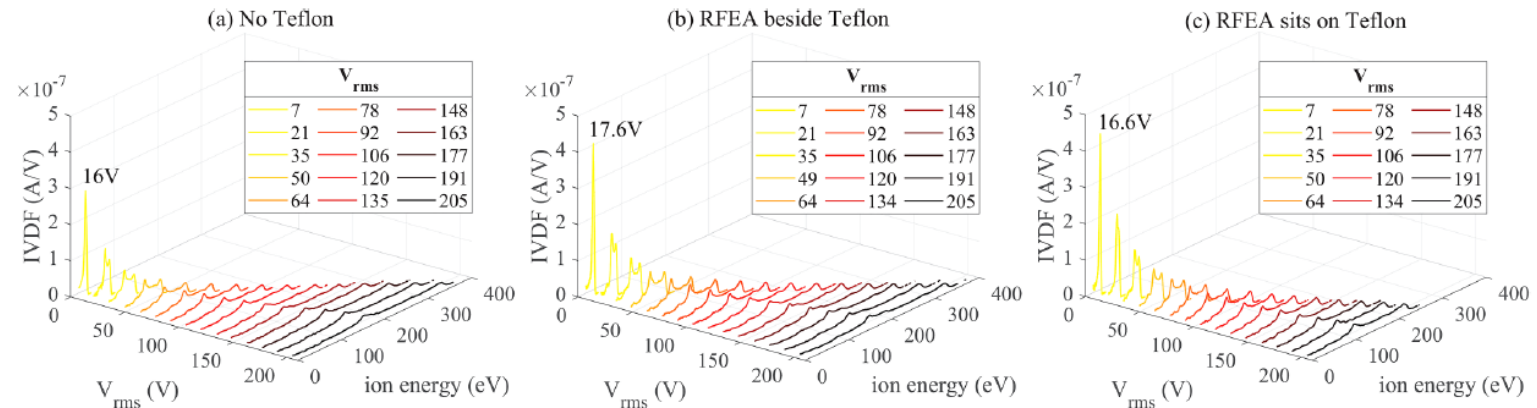 (a) No Teflon
×10⁻⁷
5
4
3
2
1
0
IVDF (A/V)
16V
V_rms
7 78 148
21 92 163
35 106 177
50 120 191
64 135 205
0
50
100
150
200
V_rms (V)
0
100
200
300
400
ion energy (eV)
(b) RFEA beside Teflon
×10⁻⁷
5
4
3
2
1
0
IVDF (A/V)
17.6V
V_rms
7 78 148
21 92 163
35 106 177
49 120 191
64 134 205
0
50
100
150
200
V_rms (V)
0
100
200
300
400
ion energy (eV)
(c) RFEA sits on Teflon
×10⁻⁷
5
4
3
2
1
0
IVDF (A/V)
16.6V
V_rms
7 78 148
21 92 163
35 106 177
50 120 191
64 134 205
0
50
100
150
200
V_rms (V)
0
100
200
300
400
ion energy (eV)